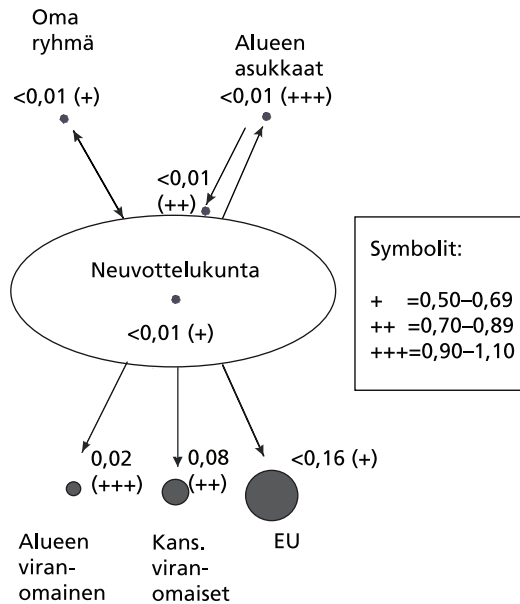 Oma
ryhmä
<0,01 (+)
Alueen
asukkaat
<0,01 (+++)
<0,01
(++)
Neuvottelukunta
<0,01 (+)
Symbolit:
+ =0,50–0,69
++ =0,70–0,89
+++=0,90–1,10
0,02
(+++)
0,08
(++)
<0,16 (+)
Alueen
viran-
omainen
Kans.
viran-
omaiset
EU